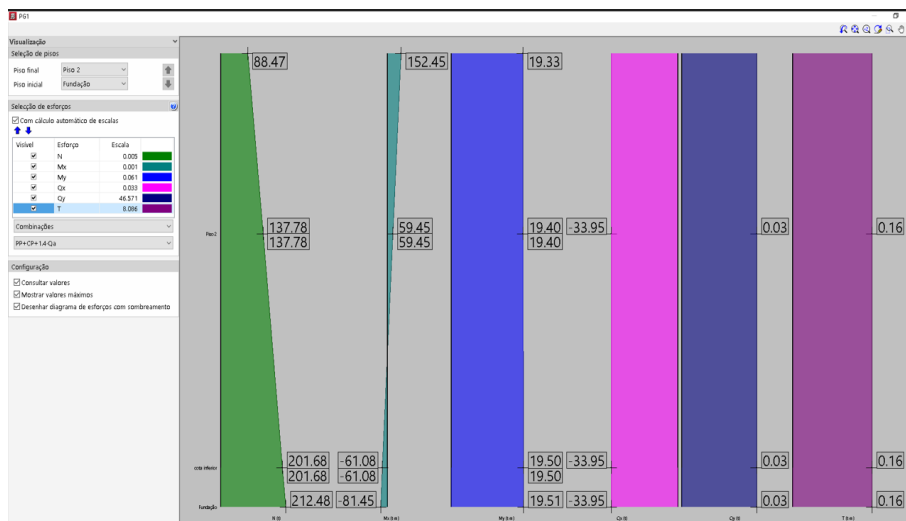 PG1
Visualização
Seleção de pisos
Piso final Piso 2
Piso inicial Fundação
Selecção de esforços
Com cálculo automático de escalas
Visível Esforço Escala
N 0.005
Mx 0.001
My 0.061
Qx 0.033
Qy 46.571
T 8.086
Combinações
PP+CP+1.4·Qa
Configuração
Consultar valores
Mostrar valores máximos
Desenhar diagrama de esforços com sombreamento
88.47 152.45 19.33
Piso 2 137.78 59.45 19.40 -33.95 0.03 0.16
137.78 59.45 19.40
cota inferior 201.68 -61.08 19.50 -33.95 0.03 0.16
201.68 -61.08 19.50
Fundação 212.48 -81.45 19.51 -33.95 0.03 0.16
N (t) Mx (t·m) My (t·m) Qx (t) Qy (t) T (t·m)